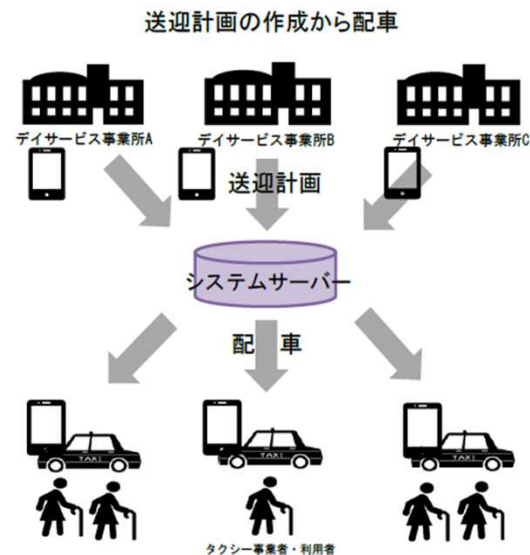 送迎計画の作成から配車
デイサービス事業所A
デイサービス事業所B
デイサービス事業所C
送迎計画
システムサーバー
配車
TAXI
TAXI
TAXI
タクシー事業者・利用者